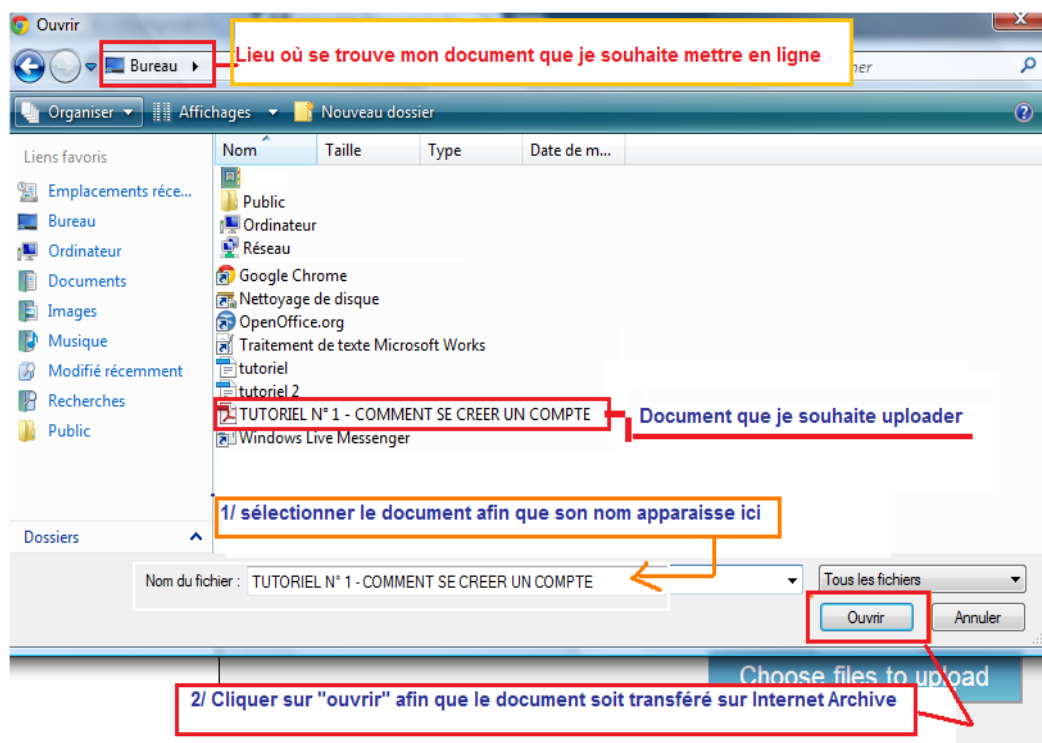 Ouvrir
X
Lieu où se trouve mon document que je souhaite mettre en ligne
Bureau
Organiser
Affichages
Nouveau dossier
?
Liens favoris
Emplacements réce...
Bureau
Ordinateur
Documents
Images
Musique
Modifié récemment
Recherches
Public
Dossiers
Nom Taille Type Date de m...
Public
Ordinateur
Réseau
Google Chrome
Nettoyage de disque
OpenOffice.org
Traitement de texte Microsoft Works
tutoriel
tutoriel 2
TUTORIEL N° 1 - COMMENT SE CREER UN COMPTE
Document que je souhaite uploader
Windows Live Messenger
1/ sélectionner le document afin que son nom apparaisse ici
Nom du fichier : TUTORIEL N° 1 - COMMENT SE CREER UN COMPTE
Tous les fichiers
Ouvrir
Annuler
Choose files to upload
2/ Cliquer sur "ouvrir" afin que le document soit transféré sur Internet Archive